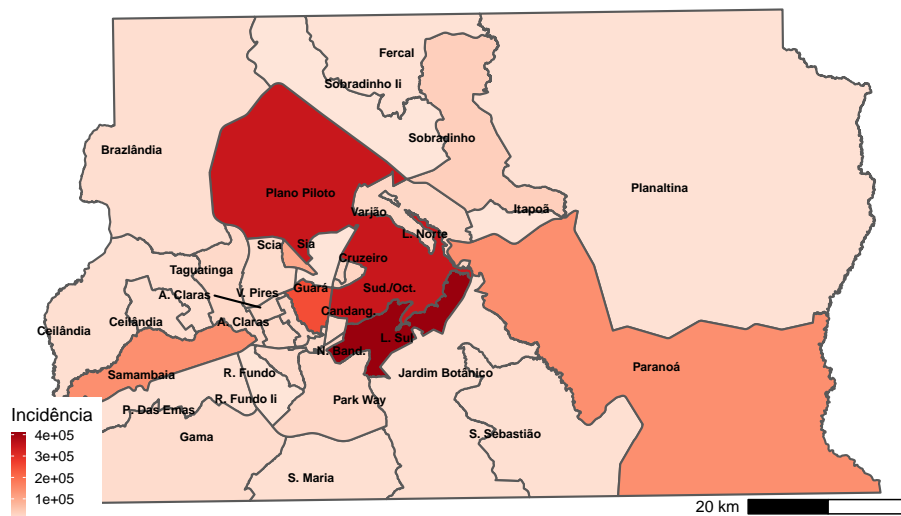 Fercal
Sobradinho Ii
Sobradinho
Brazlândia
Plano Piloto
Planaltina
Varjão
Itapoã
L. Norte
Scia
Sia
Cruzeiro
Taguatinga
A. Claras
V. Pires
Guará
Sud./Oct.
Candang.
Ceilândia
Ceilândia
A. Claras
L. Sul
N. Band.
Samambaia
R. Fundo
Jardim Botânico
Paranoá
R. Fundo Ii
Park Way
P. Das Emas
Gama
S. Sebastião
S. Maria
Incidência
4e+05
3e+05
2e+05
1e+05
20 km